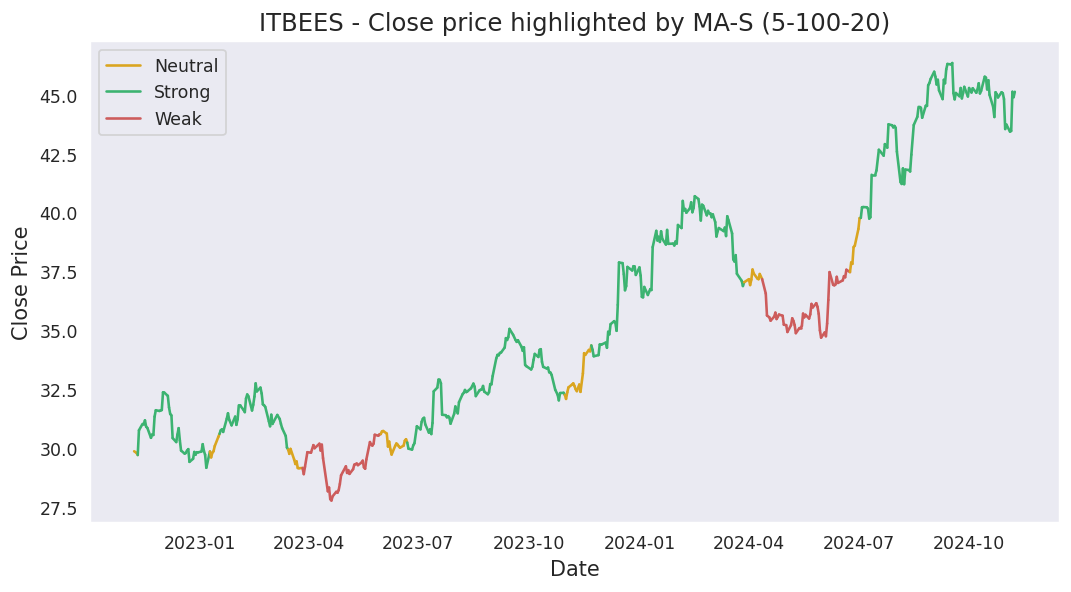 ITBEES - Close price highlighted by MA-S (5-100-20)
Neutral
Strong
Weak
Close Price
45.0
42.5
40.0
37.5
35.0
32.5
30.0
27.5
2023-01 2023-04 2023-07 2023-10 2024-01 2024-04 2024-07 2024-10
Date